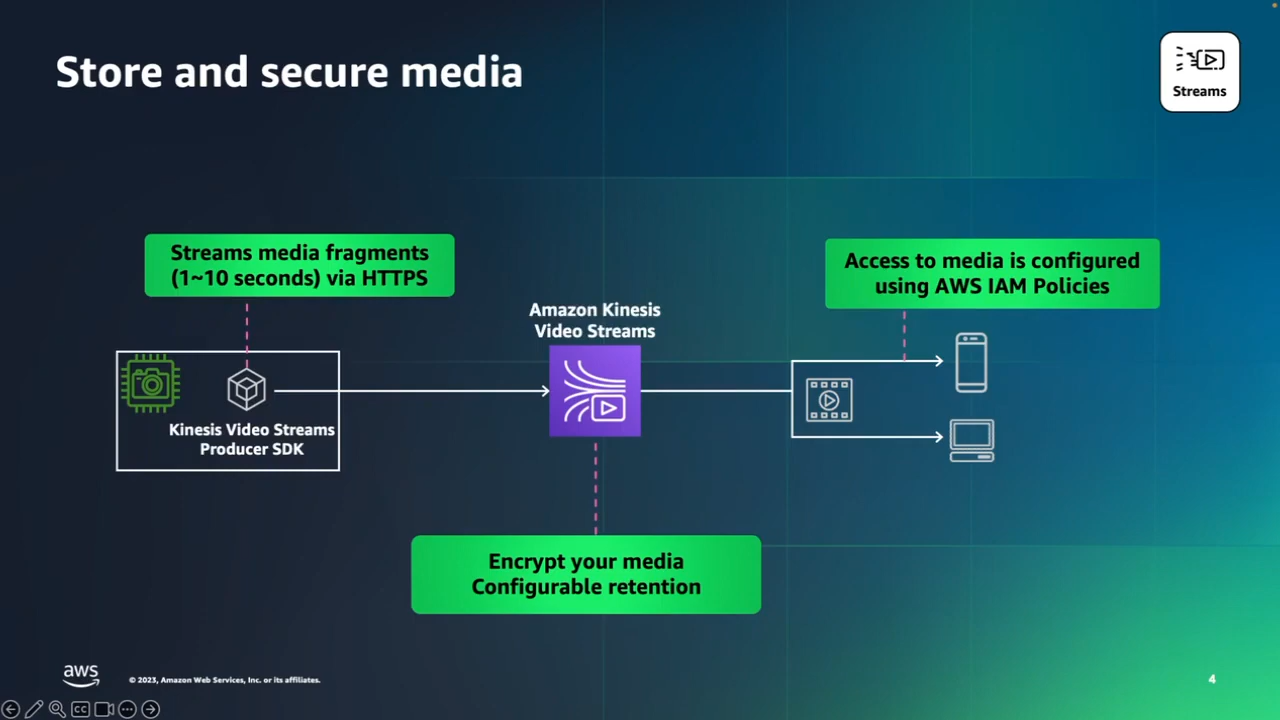 Store and secure media
Streams
Streams media fragments
(1~10 seconds) via HTTPS
Access to media is configured
using AWS IAM Policies
Amazon Kinesis
Video Streams
Kinesis Video Streams
Producer SDK
Encrypt your media
Configurable retention
aws
© 2023, Amazon Web Services, Inc. or its affiliates.
4
CC